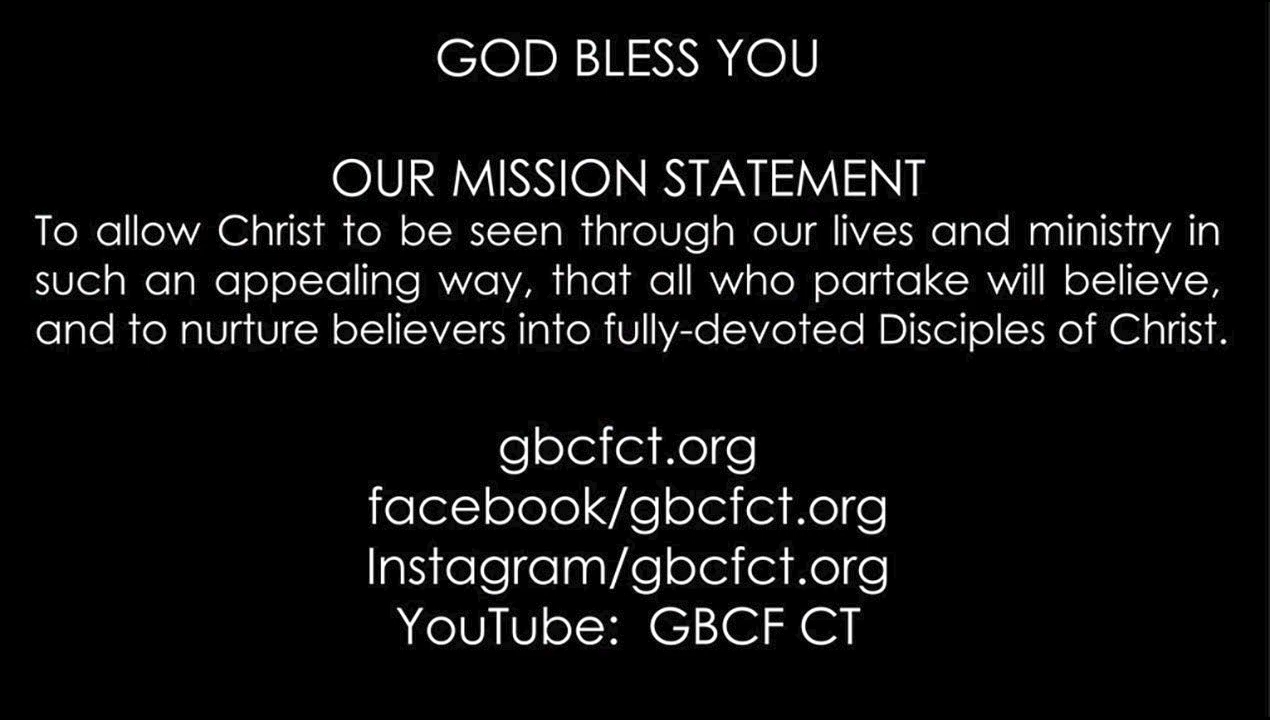 GOD BLESS YOU
OUR MISSION STATEMENT
To allow Christ to be seen through our lives and ministry in
such an appealing way, that all who partake will believe,
and to nurture believers into fully-devoted Disciples of Christ.
gbcfct.org
facebook/gbcfct.org
Instagram/gbcfct.org
YouTube:  GBCF CT